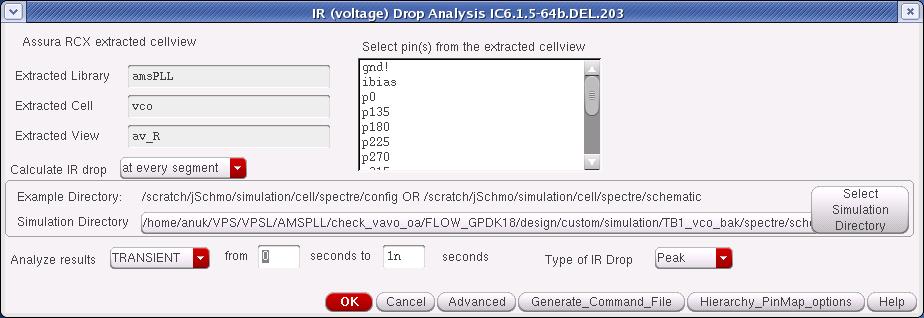 IR (voltage) Drop Analysis IC6.1.5-64b.DEL.203
Assura RCX extracted cellview
Select pin(s) from the extracted cellview
Extracted Library amsPLL
Extracted Cell vco
Extracted View av_R
gnd!
ibias
p0
p135
p180
p225
p270
Calculate IR drop at every segment
Example Directory: /scratch/jSchmo/simulation/cell/spectre/config OR /scratch/jSchmo/simulation/cell/spectre/schematic
Simulation Directory /home/anuk/VPS/VPSL/AMSPLL/check_vavo_oa/FLOW_GPDK18/design/custom/simulation/TB1_vco_bak/spectre/sche
Select
Simulation
Directory
Analyze results TRANSIENT from 0 seconds to 1n seconds Type of IR Drop Peak
OK Cancel Advanced Generate_Command_File Hierarchy_PinMap_options Help